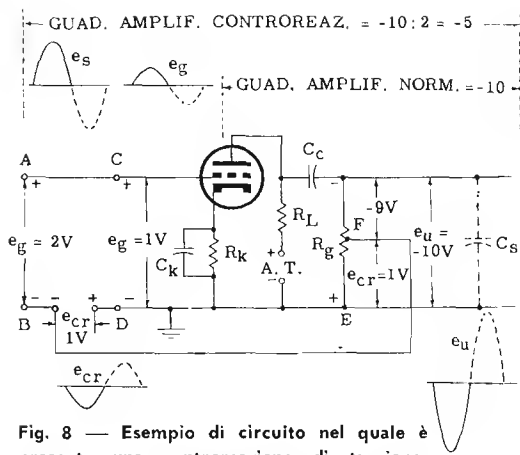 GUAD. AMPLIF. CONTROREAZ. = -10:2 = -5
e_s
e_g
GUAD. AMPLIF. NORM. = -10
A
C
+
+
C_c
-
-9V
R_L
F
e_g = 2V
e_g = 1V
C_k
R_k
+
A. T.
-
R_g
e_u =
-10V
C_s
e_cr = 1V
B
-
-
+
-
D
+
E
e_cr
1V
e_cr
e_u
Fig. 8 — Esempio di circuito nel quale è